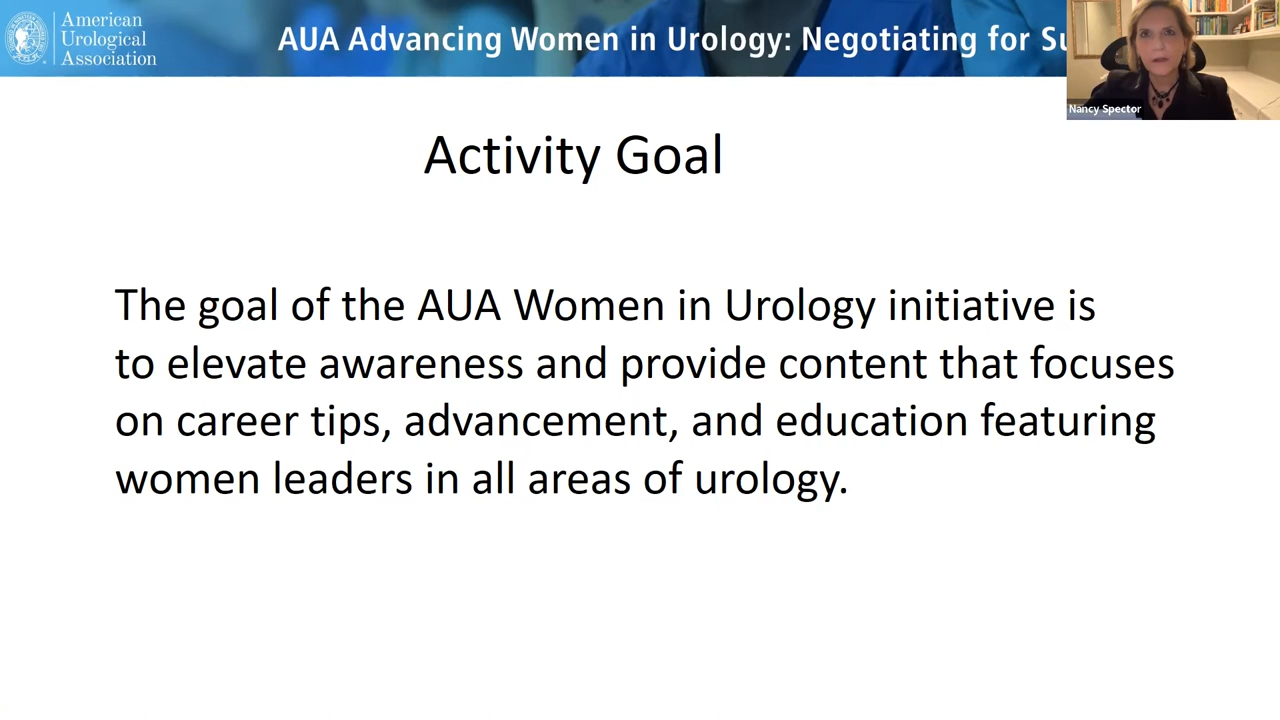 American
Urological
Association
AUA Advancing Women in Urology: Negotiating for Su
Nancy Spector
Activity Goal
The goal of the AUA Women in Urology initiative is
to elevate awareness and provide content that focuses
on career tips, advancement, and education featuring
women leaders in all areas of urology.